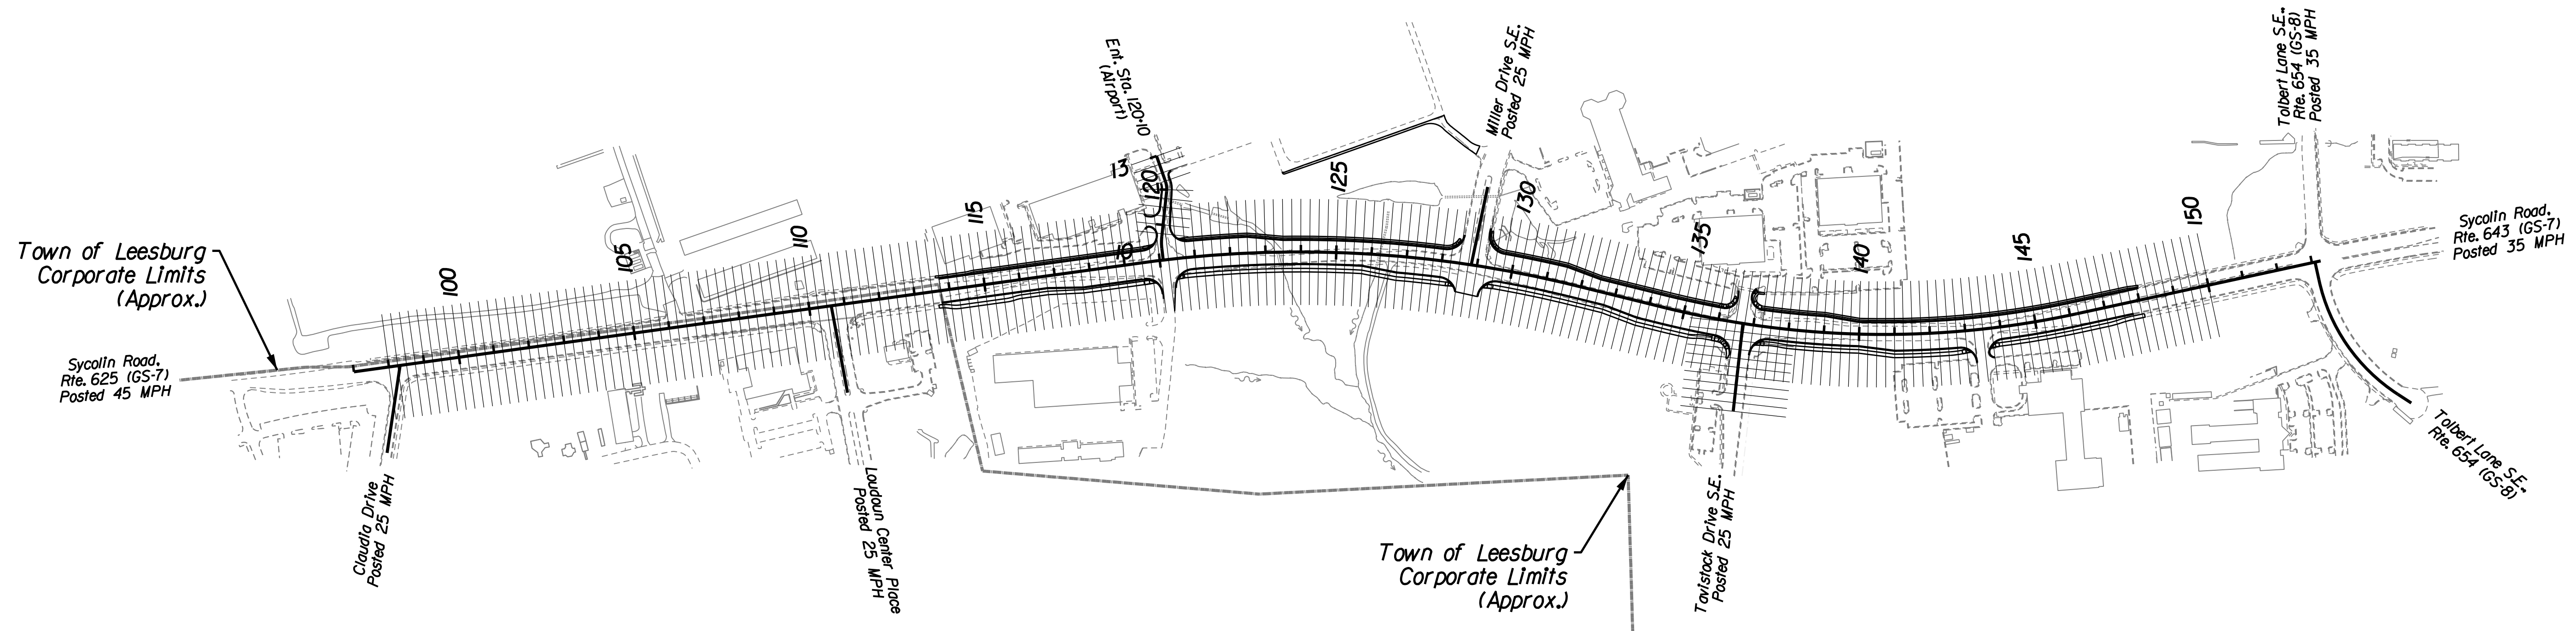 Town of Leesburg
Corporate Limits
(Approx.)
Sycolin Road,
Rte. 625 (GS-7)
Posted 45 MPH
Claudia Drive
Posted 25 MPH
100
105
110
Loudoun Center Place
Posted 25 MPH
115
Ent. Sta. 120+10
(Airport)
13
120
15
125
Miller Drive S.E.
Posted 25 MPH
130
Town of Leesburg
Corporate Limits
(Approx.)
135
Tavistock Drive S.E.
Posted 25 MPH
140
145
150
Tolbert Lane S.E.
Rte. 654 (GS-8)
Posted 35 MPH
Sycolin Road,
Rte. 643 (GS-7)
Posted 35 MPH
Tolbert Lane S.E.
Rte. 654 (GS-8)